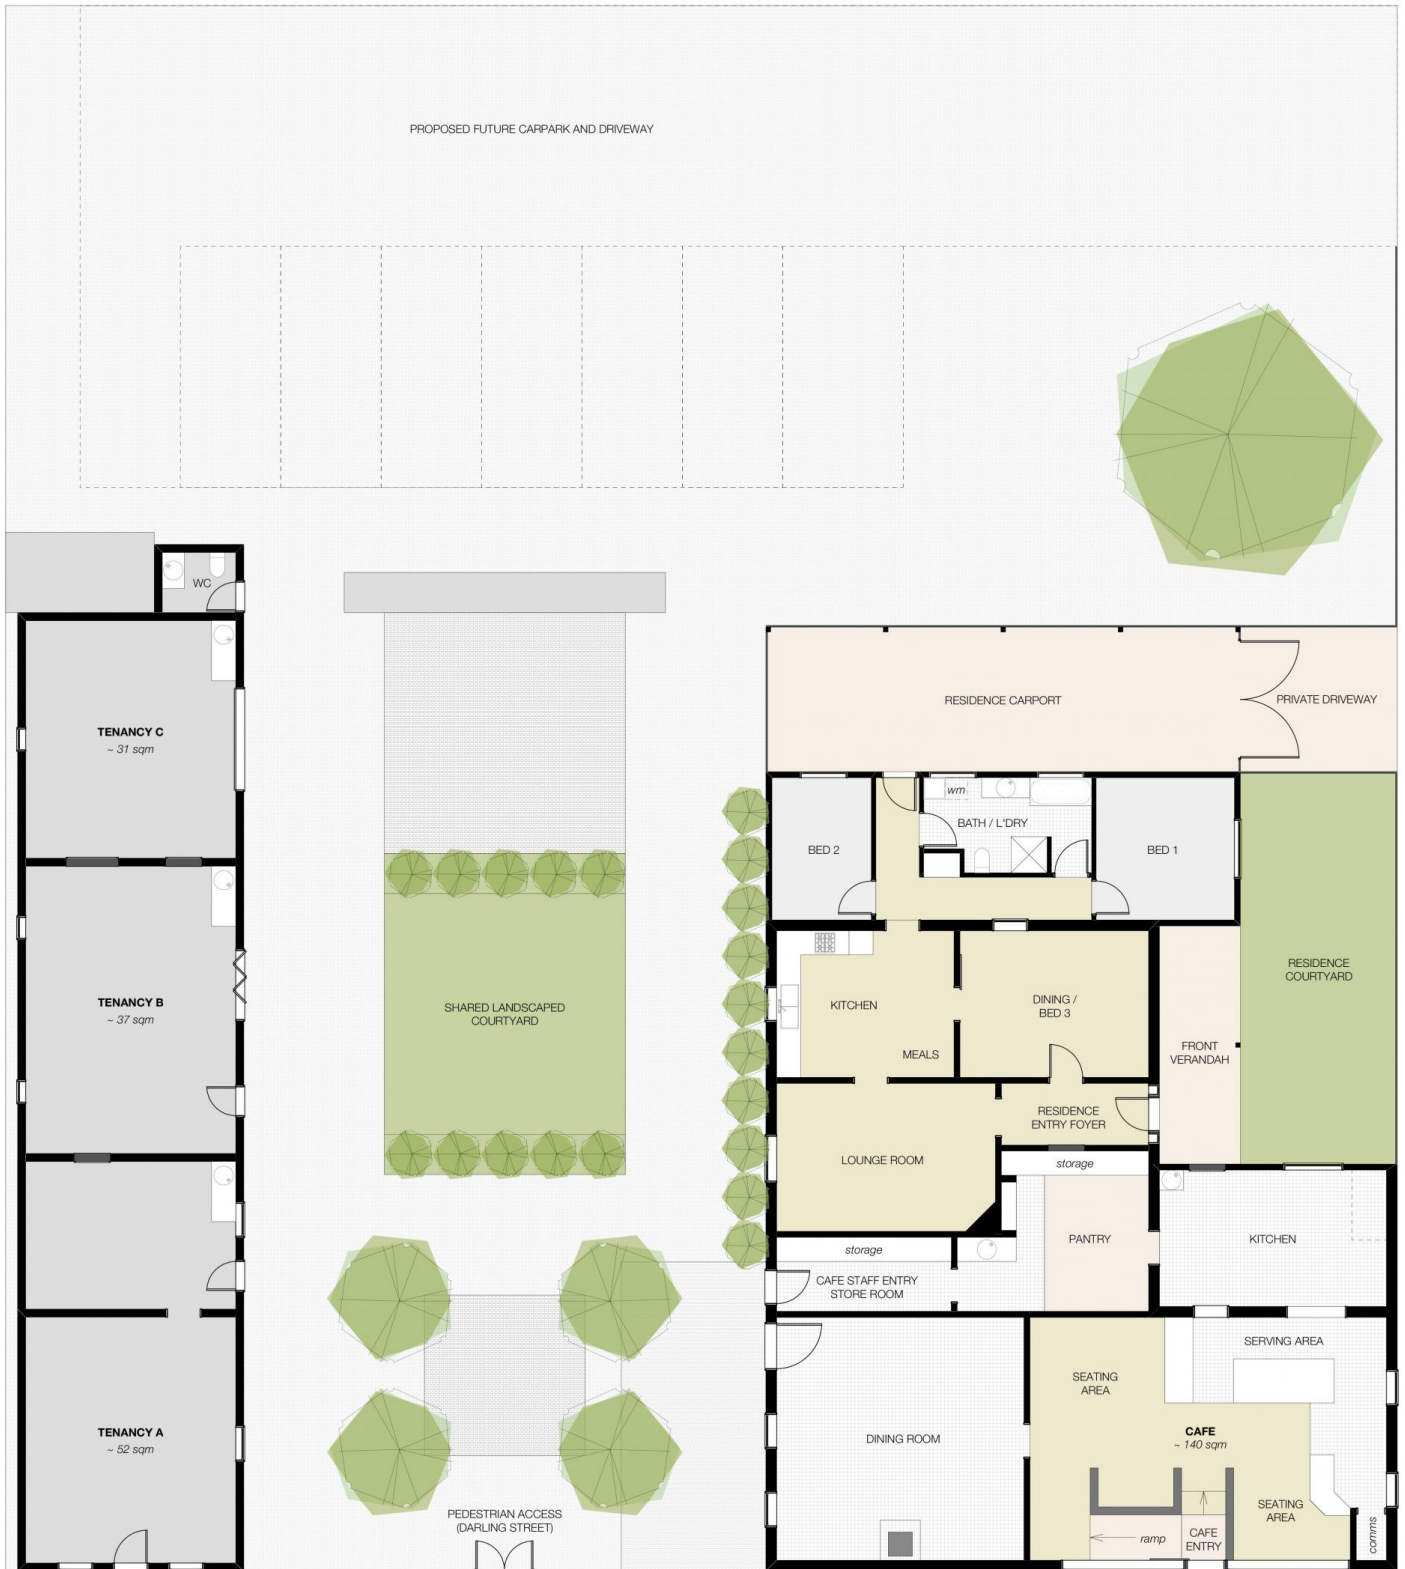 PROPOSED FUTURE CARPARK AND DRIVEWAY
WC
TENANCY C
~ 31 sqm
TENANCY B
~ 37 sqm
TENANCY A
~ 52 sqm
SHARED LANDSCAPED
COURTYARD
PEDESTRIAN ACCESS
(DARLING STREET)
RESIDENCE CARPORT
PRIVATE DRIVEWAY
wm
BATH / L'DRY
BED 2
BED 1
RESIDENCE
COURTYARD
KITCHEN
MEALS
DINING /
BED 3
FRONT
VERANDAH
RESIDENCE
ENTRY FOYER
LOUNGE ROOM
storage
PANTRY
KITCHEN
storage
CAFE STAFF ENTRY
STORE ROOM
SERVING AREA
SEATING
AREA
DINING ROOM
CAFE
~ 140 sqm
SEATING
AREA
ramp
CAFE
ENTRY
comms